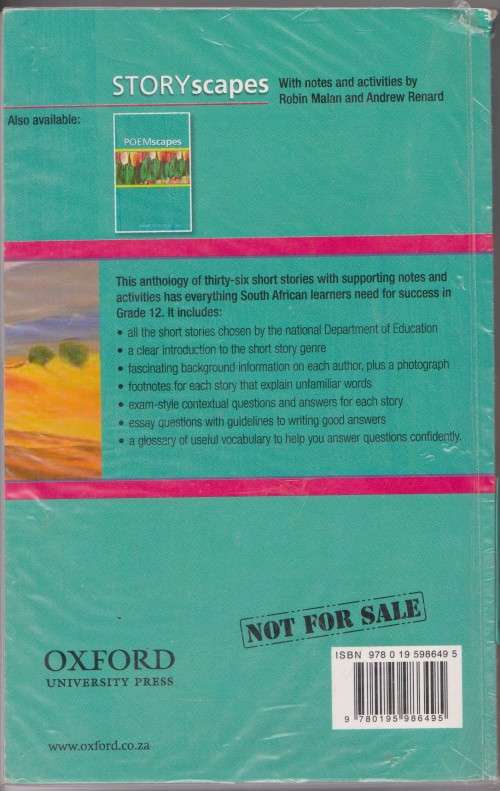 STORYscapes
With notes and activities by
Robin Malan and Andrew Renard
Also available:
POEMscapes
This anthology of thirty-six short stories with supporting notes and
activities has everything South African learners need for success in
Grade 12. It includes:
• all the short stories chosen by the national Department of Education
• a clear introduction to the short story genre
• fascinating background information on each author, plus a photograph
• footnotes for each story that explain unfamiliar words
• exam-style contextual questions and answers for each story
• essay questions with guidelines to writing good answers
• a glossary of useful vocabulary to help you answer questions confidently.
NOT FOR SALE
OXFORD
UNIVERSITY PRESS
ISBN 978 0 19 598649 5
9 780195 986495
www.oxford.co.za